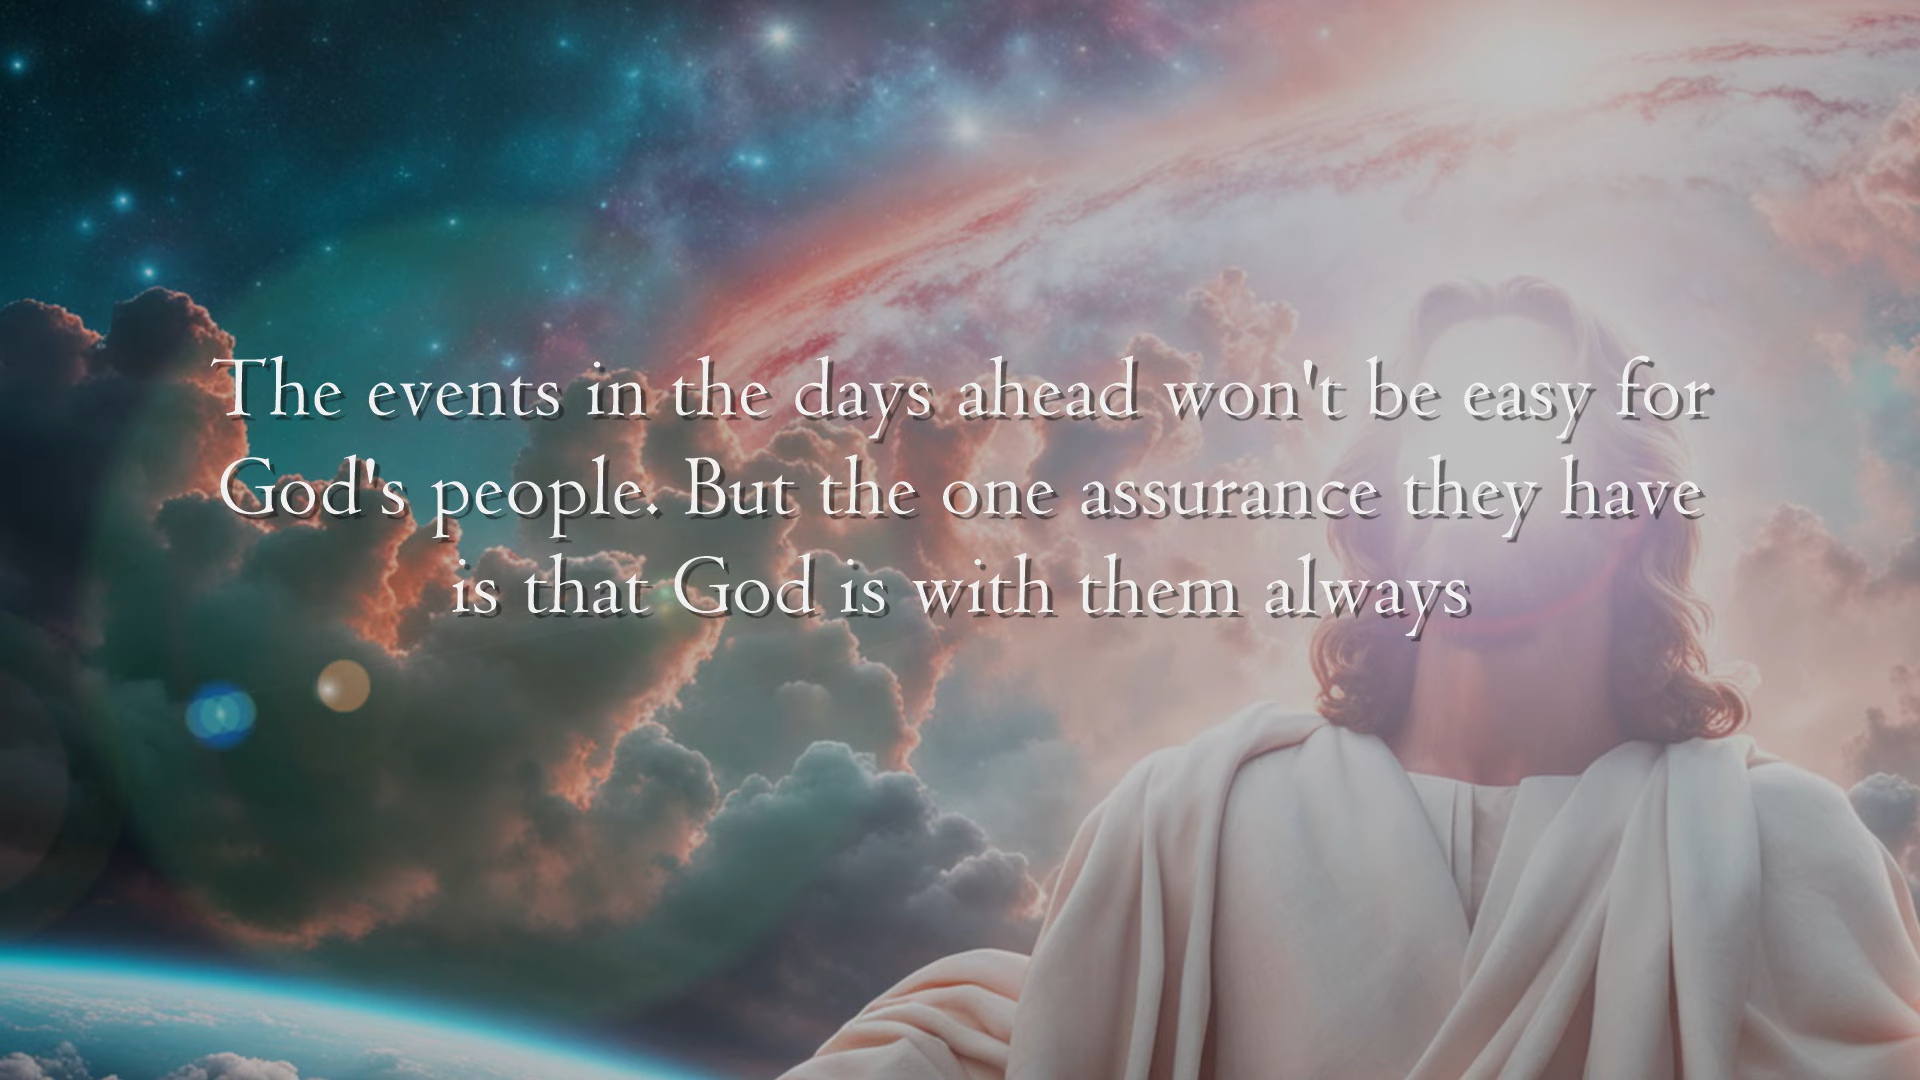 The events in the days ahead won't be easy for
God's people. But the one assurance they have
is that God is with them always